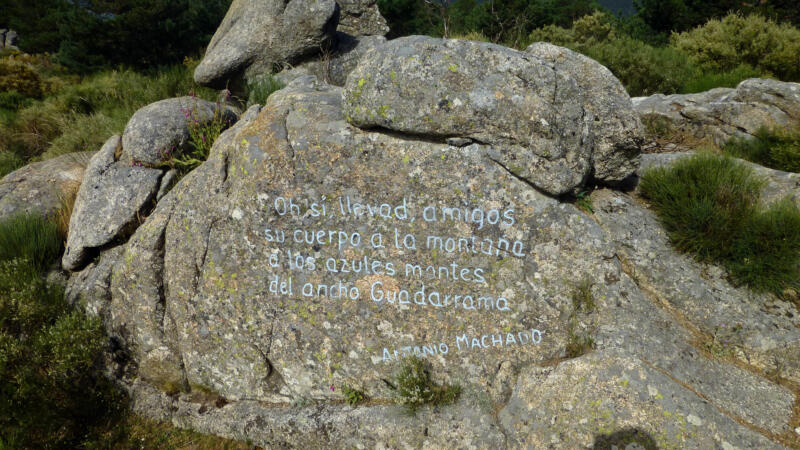 Oh, sí, llevad, amigos,
su cuerpo a la montaña
a los azules montes
del ancho Guadarrama
ANTONIO MACHADO